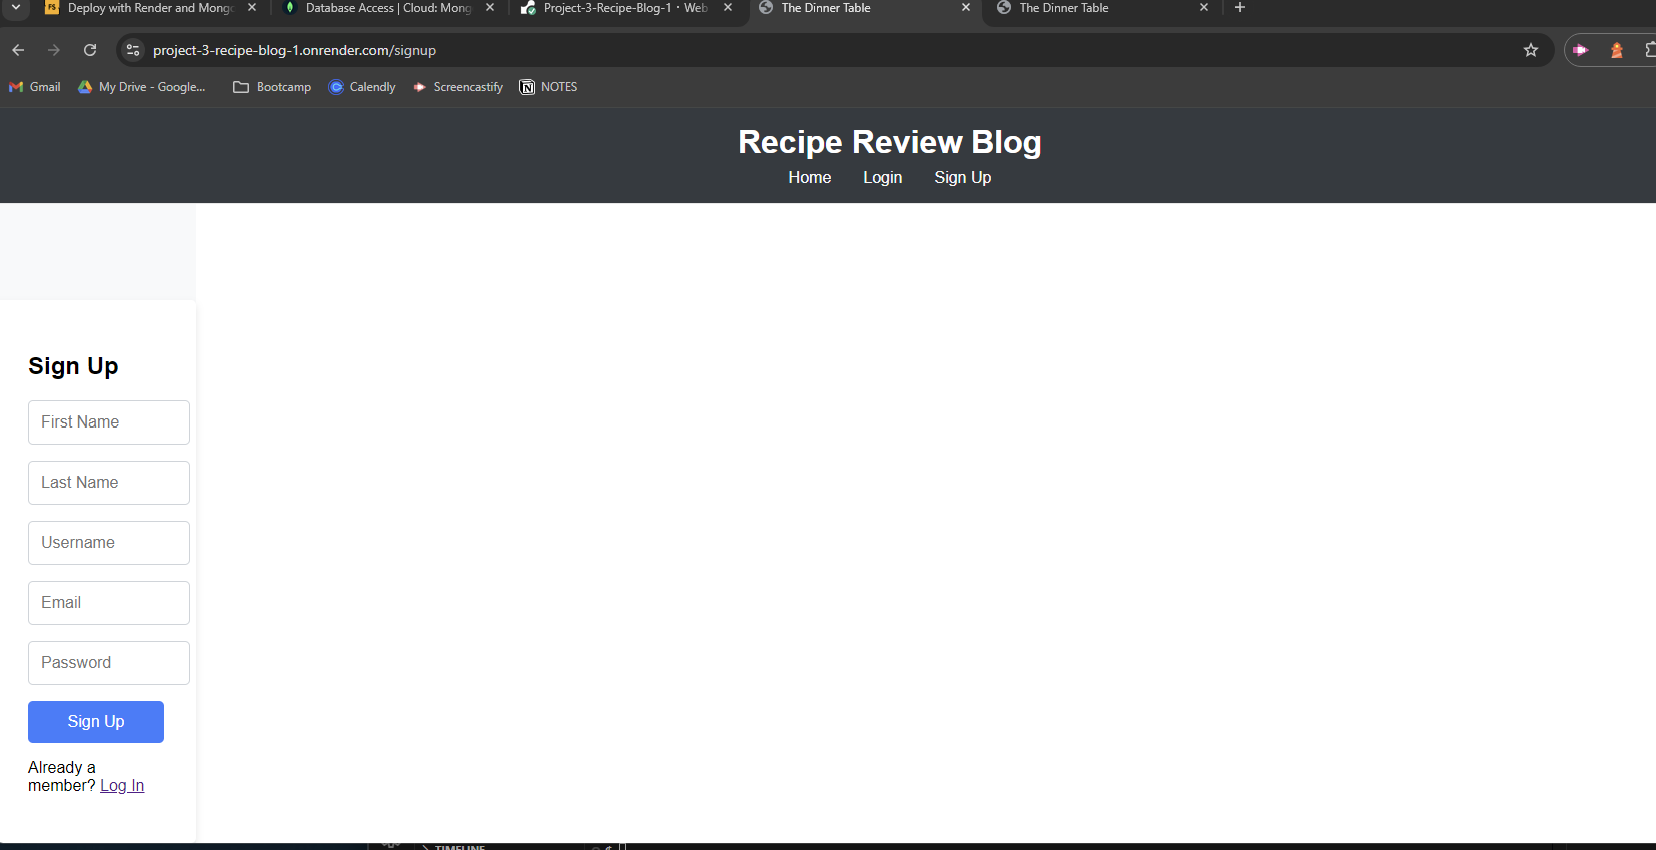 Deploy with Render and Mongo
Database Access | Cloud: Mong
Project-3-Recipe-Blog-1 · Web
The Dinner Table
The Dinner Table
project-3-recipe-blog-1.onrender.com/signup
Gmail
My Drive - Google...
Bootcamp
Calendly
Screencastify
NOTES
Recipe Review Blog
Home Login Sign Up
Sign Up
First Name
Last Name
Username
Email
Password
Sign Up
Already a
member? Log In
TIMELINE